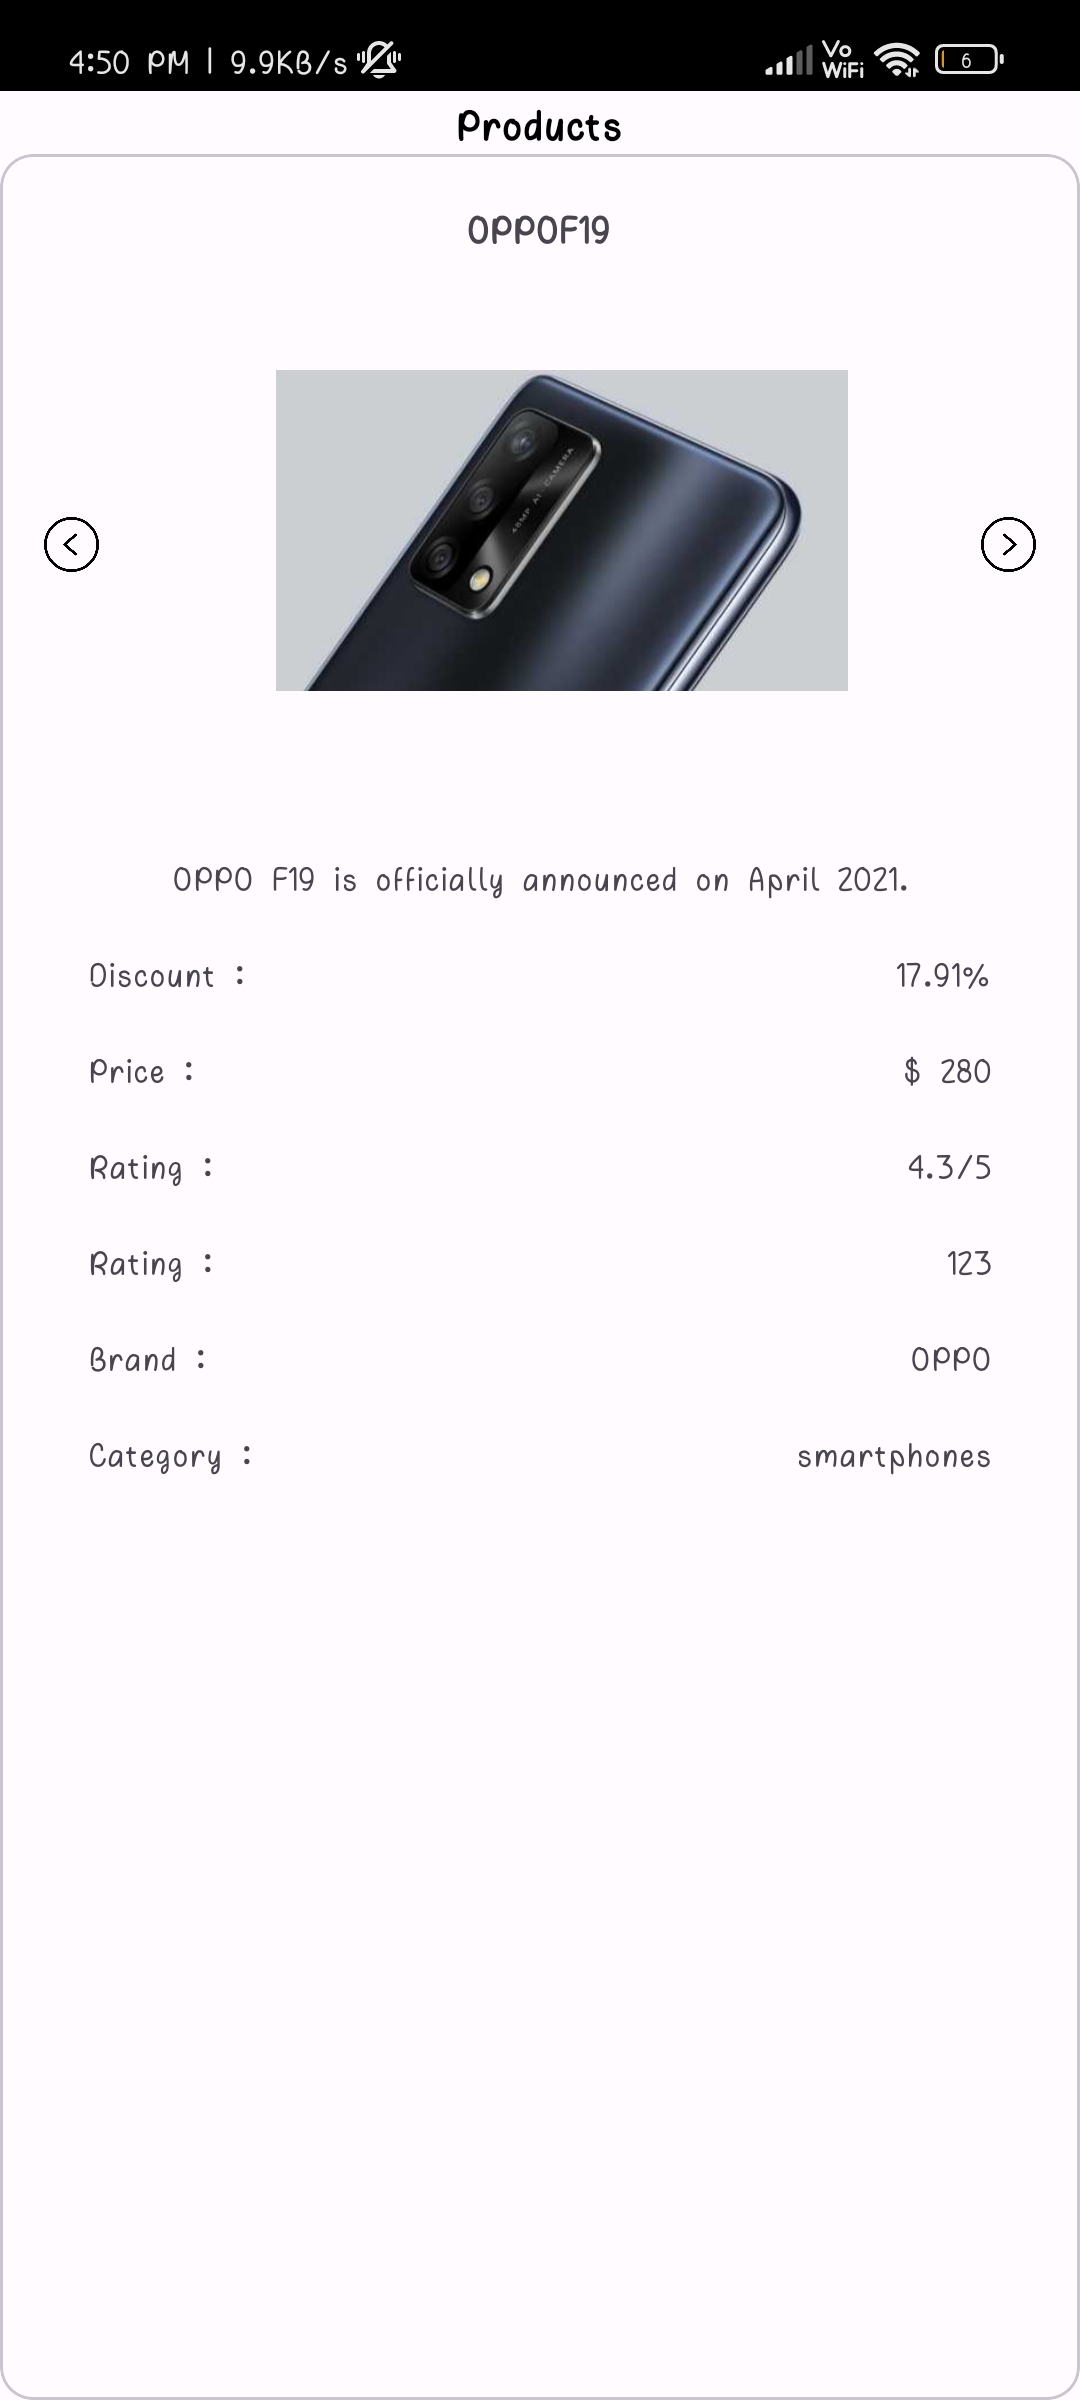 4:50 PM | 9.9KB/s
Vo
WiFi
6
Products
OPPOF19
48MP AI CAMERA
OPPO F19 is officially announced on April 2021.
Discount : 17.91%
Price : $ 280
Rating : 4.3/5
Rating : 123
Brand : OPPO
Category : smartphones